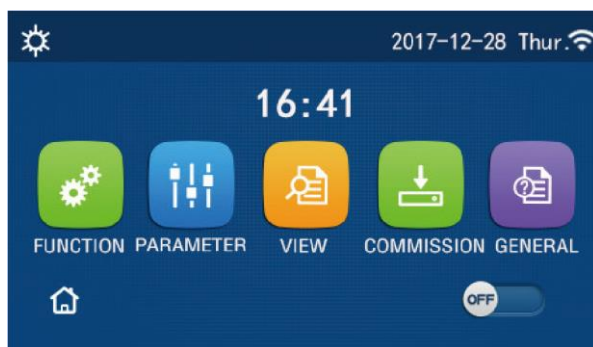 2017-12-28 Thur.
16:41
FUNCTION PARAMETER VIEW COMMISSION GENERAL
OFF